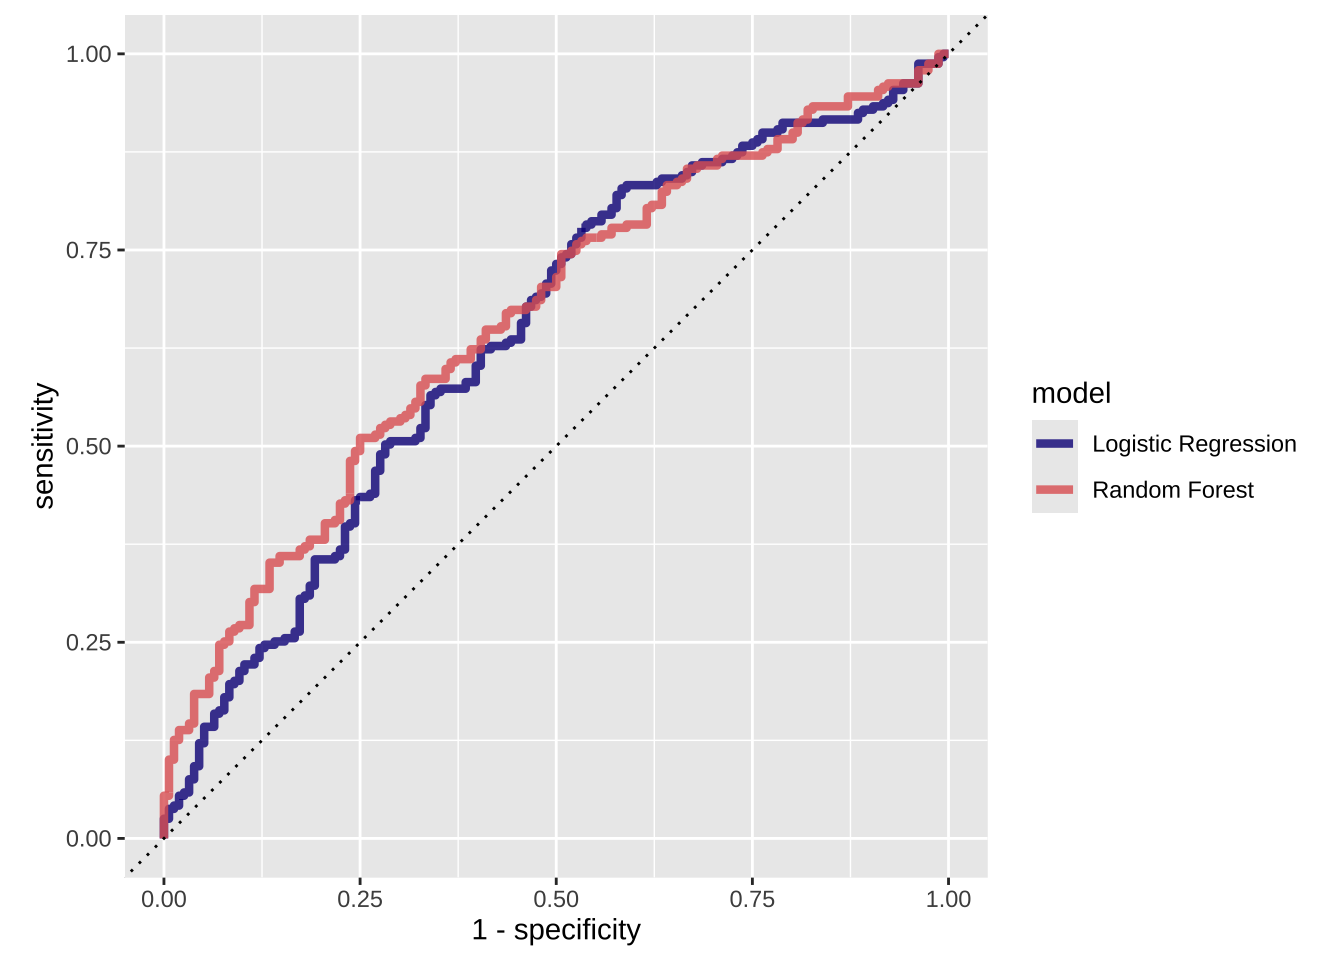 1.00
0.75
0.50
0.25
0.00
sensitivity
0.00 0.25 0.50 0.75 1.00
1 - specificity
model
Logistic Regression
Random Forest